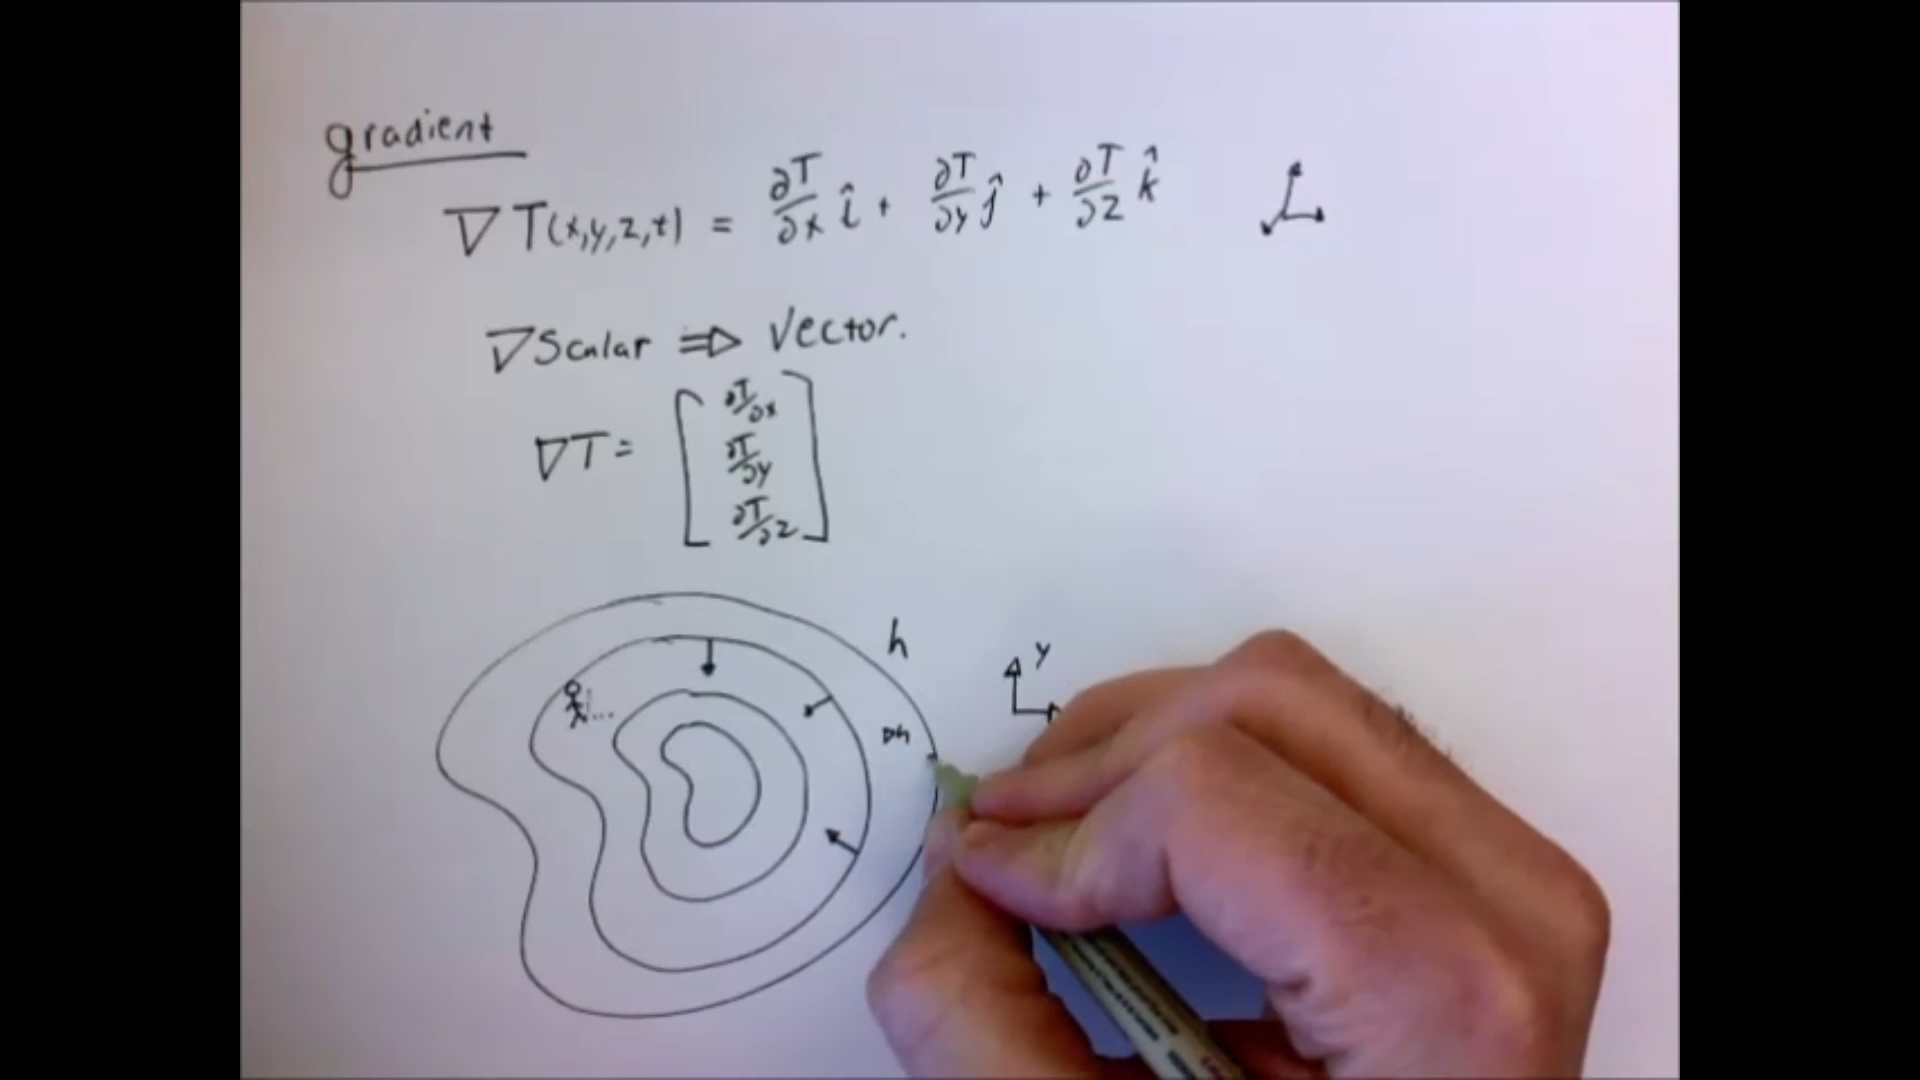 gradient
∇T(x,y,z,t) = ∂T/∂x î + ∂T/∂y ĵ + ∂T/∂z k̂
∇Scalar ⇒ Vector.
∇T = [∂T/∂x
∂T/∂y
∂T/∂z]
h
y
∇h